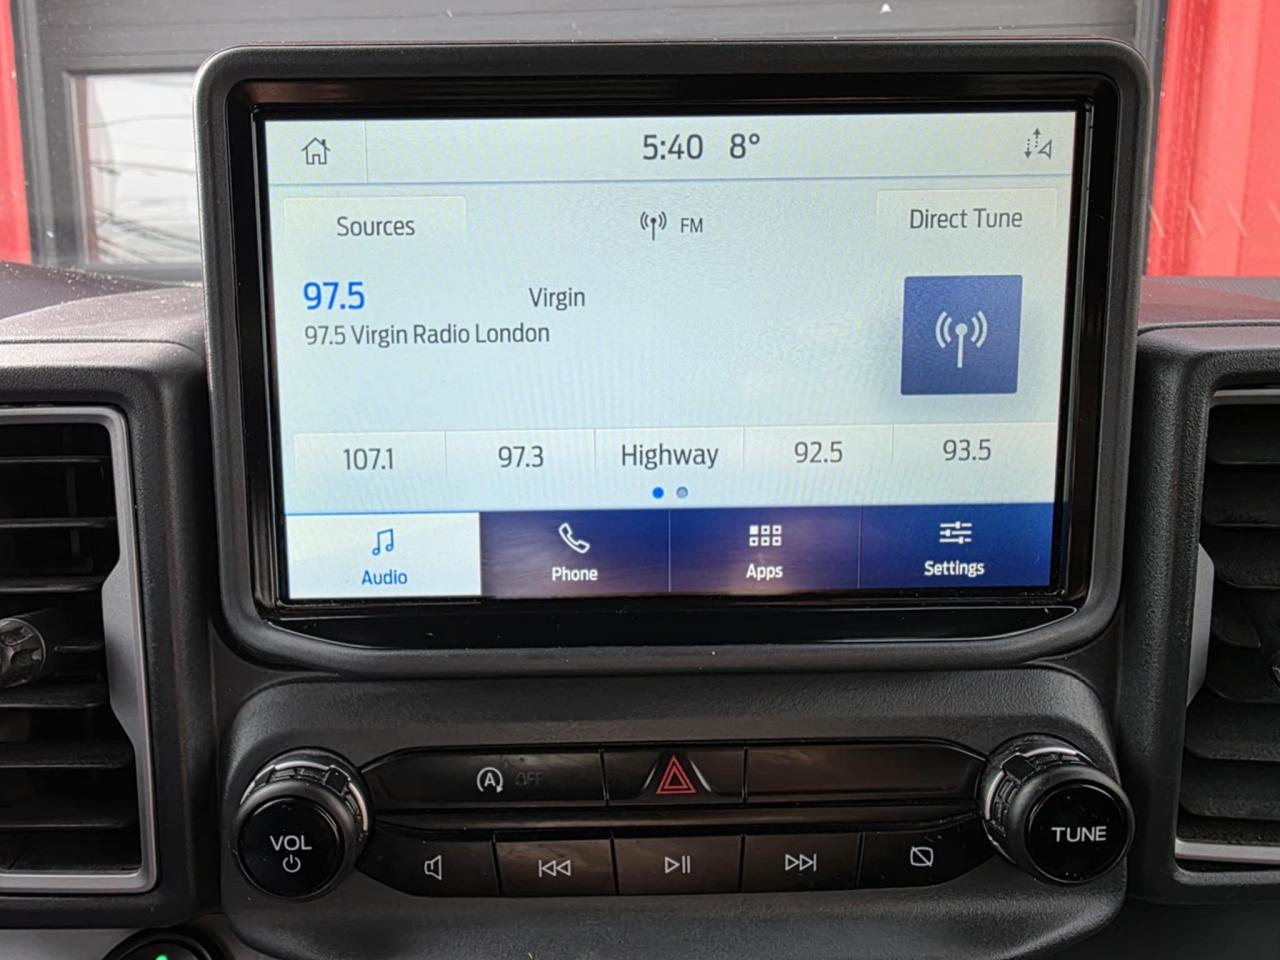 5:40 8°
Sources
FM
Direct Tune
97.5
Virgin
97.5 Virgin Radio London
107.1
97.3
Highway
92.5
93.5
Audio
Phone
Apps
Settings
A OFF
VOL
TUNE